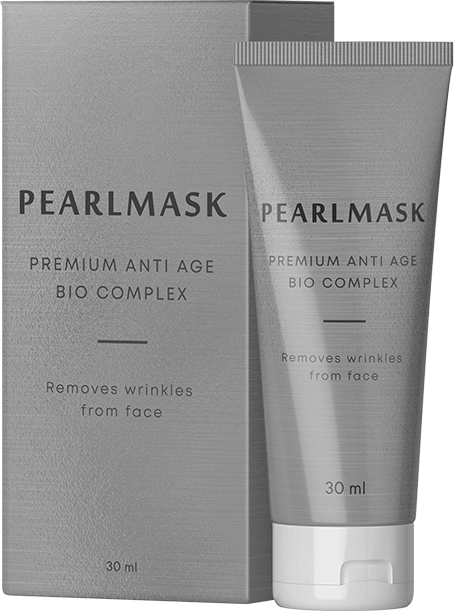 PEARLMASK
PREMIUM ANTI AGE
BIO COMPLEX
Removes wrinkles
from face
30 ml
PEARLMASK
PREMIUM ANTI AGE
BIO COMPLEX
Removes wrinkles
from face
30 ml